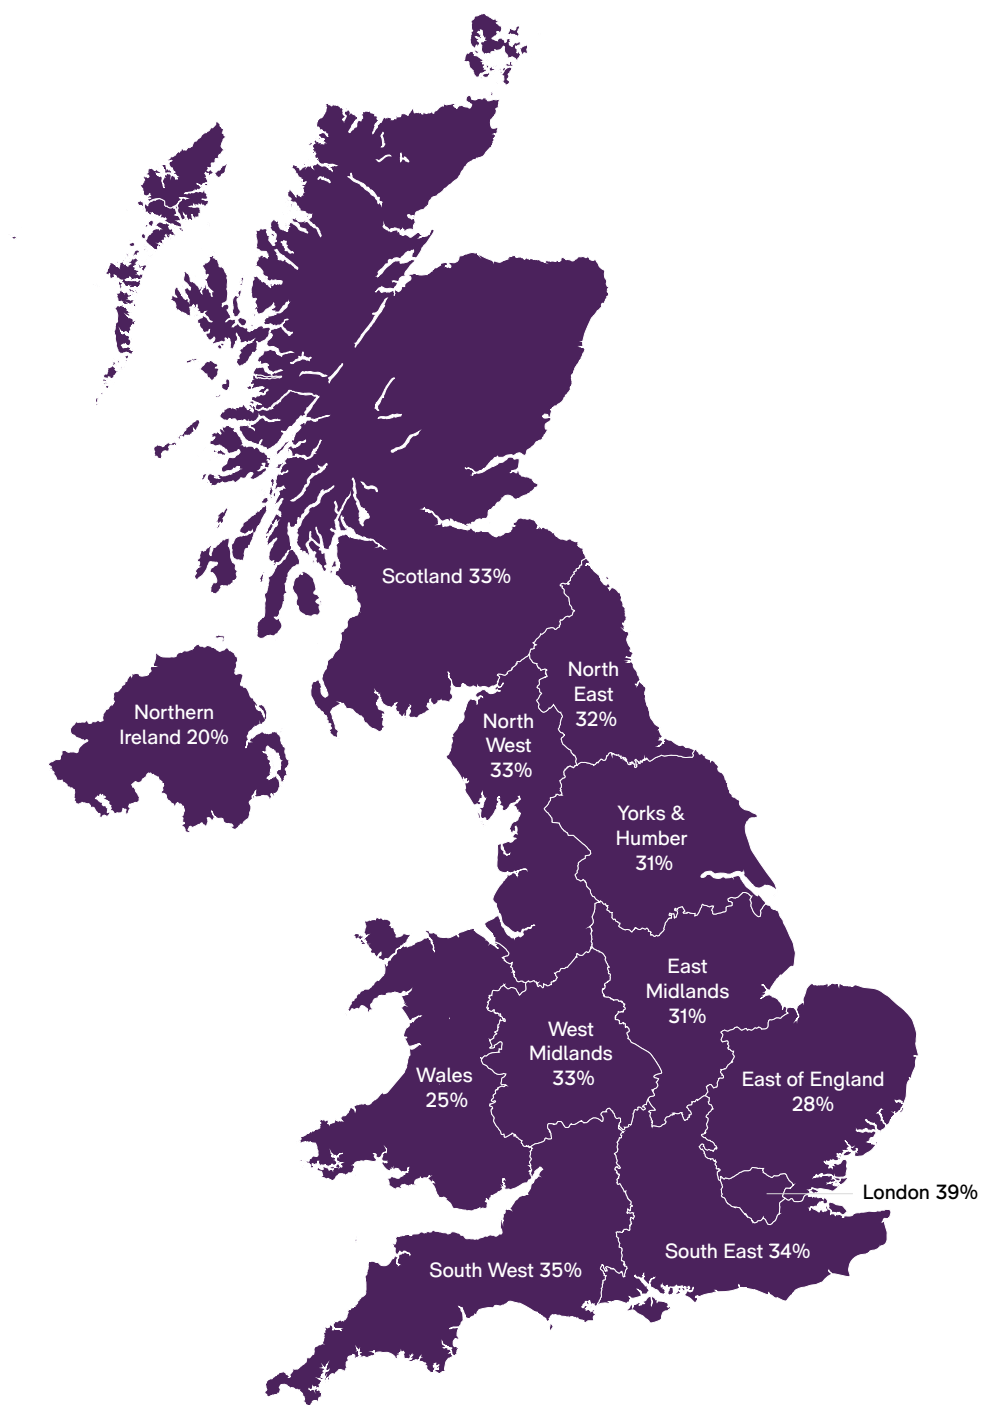 Scotland 33%
North
East
32%
Northern
Ireland 20%
North
West
33%
Yorks &
Humber
31%
East
Midlands
31%
West
Midlands
33%
Wales
25%
East of England
28%
London 39%
South East 34%
South West 35%